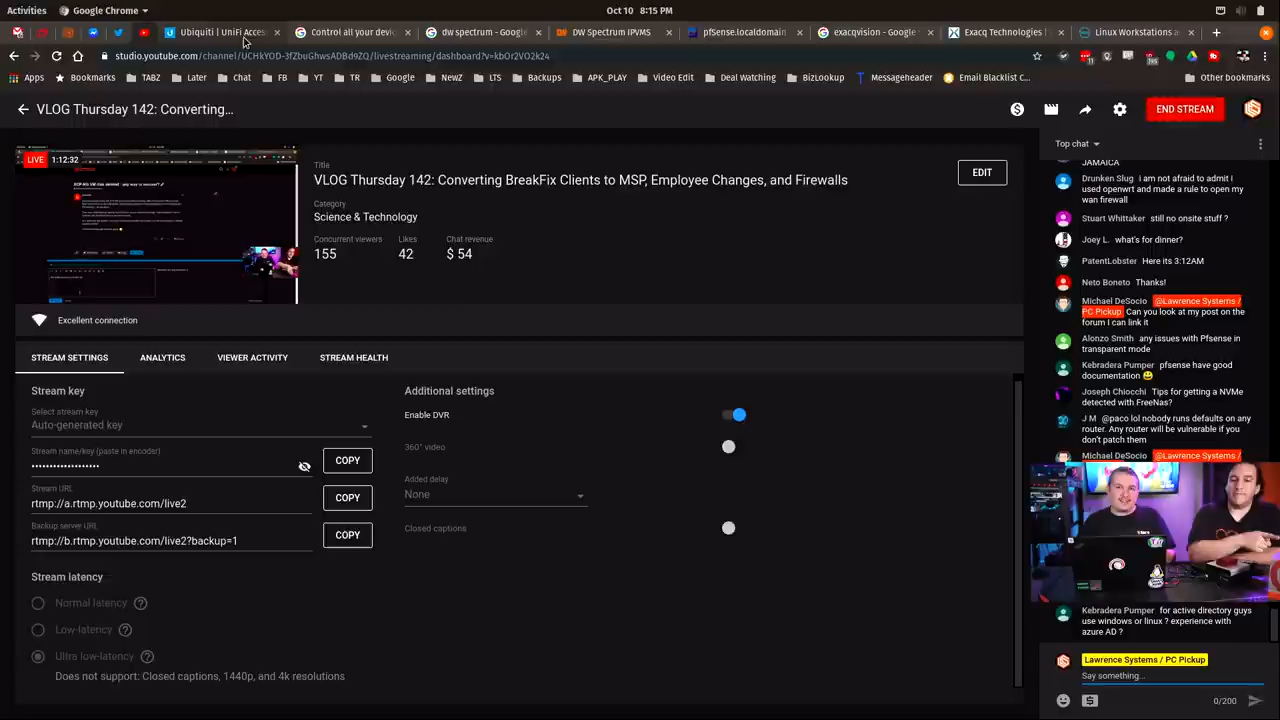 Activities
Google Chrome
Oct 10 8:15 PM
Ubiquiti | UniFi Acces
Control all your devic
dw spectrum - Google
DW Spectrum IPVMS
pfsense.localdomain
exacqvision - Google
Exacq Technologies |
Linux Workstations a
studio.youtube.com/channel/UCHkYOD-3fZbuGhwsADBd9ZQ/livestreaming/dashboard?v=kbOr2VO2k24
Apps
Bookmarks
TABZ
Later
Chat
FB
YT
TR
Google
NewZ
LTS
Backups
APK_PLAY
Video Edit
Deal Watching
BizLookup
Messageheader
Email Blacklist C...
Other bookmarks
VLOG Thursday 142: Converting...
END STREAM
LIVE 1:12:32
Title
VLOG Thursday 142: Converting BreakFix Clients to MSP, Employee Changes, and Firewalls
EDIT
Category
Science & Technology
Concurrent viewers
Likes
Chat revenue
155
42
$ 54
Excellent connection
STREAM SETTINGS
ANALYTICS
VIEWER ACTIVITY
STREAM HEALTH
Stream key
Select stream key
Auto-generated key
Stream name/key (paste in encoder)
••••••••••••••••••••
COPY
Stream URL
rtmp://a.rtmp.youtube.com/live2
COPY
Backup server URL
rtmp://b.rtmp.youtube.com/live2?backup=1
COPY
Stream latency
Normal latency
Low-latency
Ultra low-latency
Does not support: Closed captions, 1440p, and 4k resolutions
Additional settings
Enable DVR
360° video
Added delay
None
Closed captions
Top chat
JAMAICA
Drunken Slug i am not afraid to admit i
used openwrt and made a rule to open my
wan firewall
Stuart Whittaker still no onsite stuff ?
Joey L. what's for dinner?
PatentLobster Here its 3:12AM
Neto Boneto Thanks!
Michael DeSocio @Lawrence Systems /
PC Pickup Can you look at my post on the
forum I can link it
Alonzo Smith any issues with Pfsense in
transparent mode
Kebradera Pumper pfsense have good
documentation 😃
Joseph Chiocchi Tips for getting a NVMe
detected with FreeNas?
J M @paco lol nobody runs defaults on any
router. Any router will be vulnerable if you
don't patch them
Michael DeSocio @Lawrence Systems /
Kebradera Pumper for active directory guys
use windows or linux ? experience with
azure AD ?
Lawrence Systems / PC Pickup
Say something...
0/200